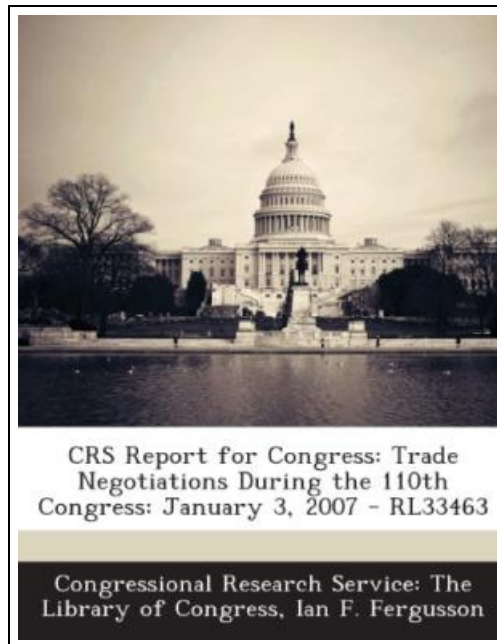 CRS Report for Congress: Trade
Negotiations During the 110th
Congress: January 3, 2007 - RL33463
Congressional Research Service: The
Library of Congress, Ian F. Fergusson